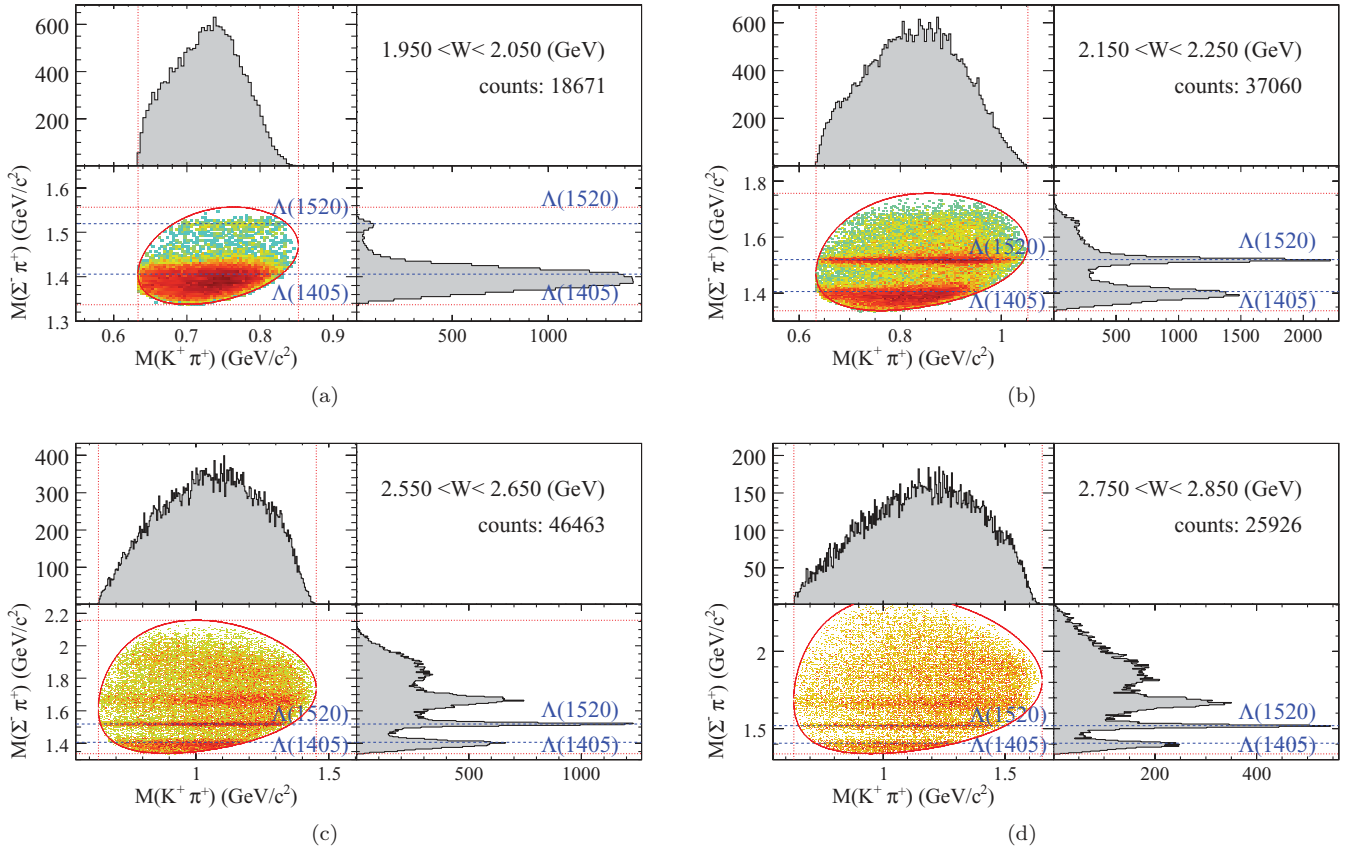 600
400
200
1.950 <W< 2.050 (GeV)
counts: 18671
M(Σ⁻ π⁺) (GeV/c²)
1.6
1.5
1.4
1.3
Λ(1520)
Λ(1405)
Λ(1520)
Λ(1405)
0.6 0.7 0.8 0.9
500 1000
M(K⁺ π⁺) (GeV/c²)
(a)
600
400
200
2.150 <W< 2.250 (GeV)
counts: 37060
M(Σ⁻ π⁺) (GeV/c²)
1.8
1.6
1.4
Λ(1520)
Λ(1405)
Λ(1520)
Λ(1405)
0.6 0.8 1
500 1000 1500 2000
M(K⁺ π⁺) (GeV/c²)
(b)
400
300
200
100
2.550 <W< 2.650 (GeV)
counts: 46463
M(Σ⁻ π⁺) (GeV/c²)
2.2
2
1.8
1.6
1.4
Λ(1520)
Λ(1405)
Λ(1520)
Λ(1405)
1 1.5
500 1000
M(K⁺ π⁺) (GeV/c²)
(c)
200
150
100
50
2.750 <W< 2.850 (GeV)
counts: 25926
M(Σ⁻ π⁺) (GeV/c²)
2
1.5
Λ(1520)
Λ(1405)
Λ(1520)
Λ(1405)
1 1.5
200 400
M(K⁺ π⁺) (GeV/c²)
(d)